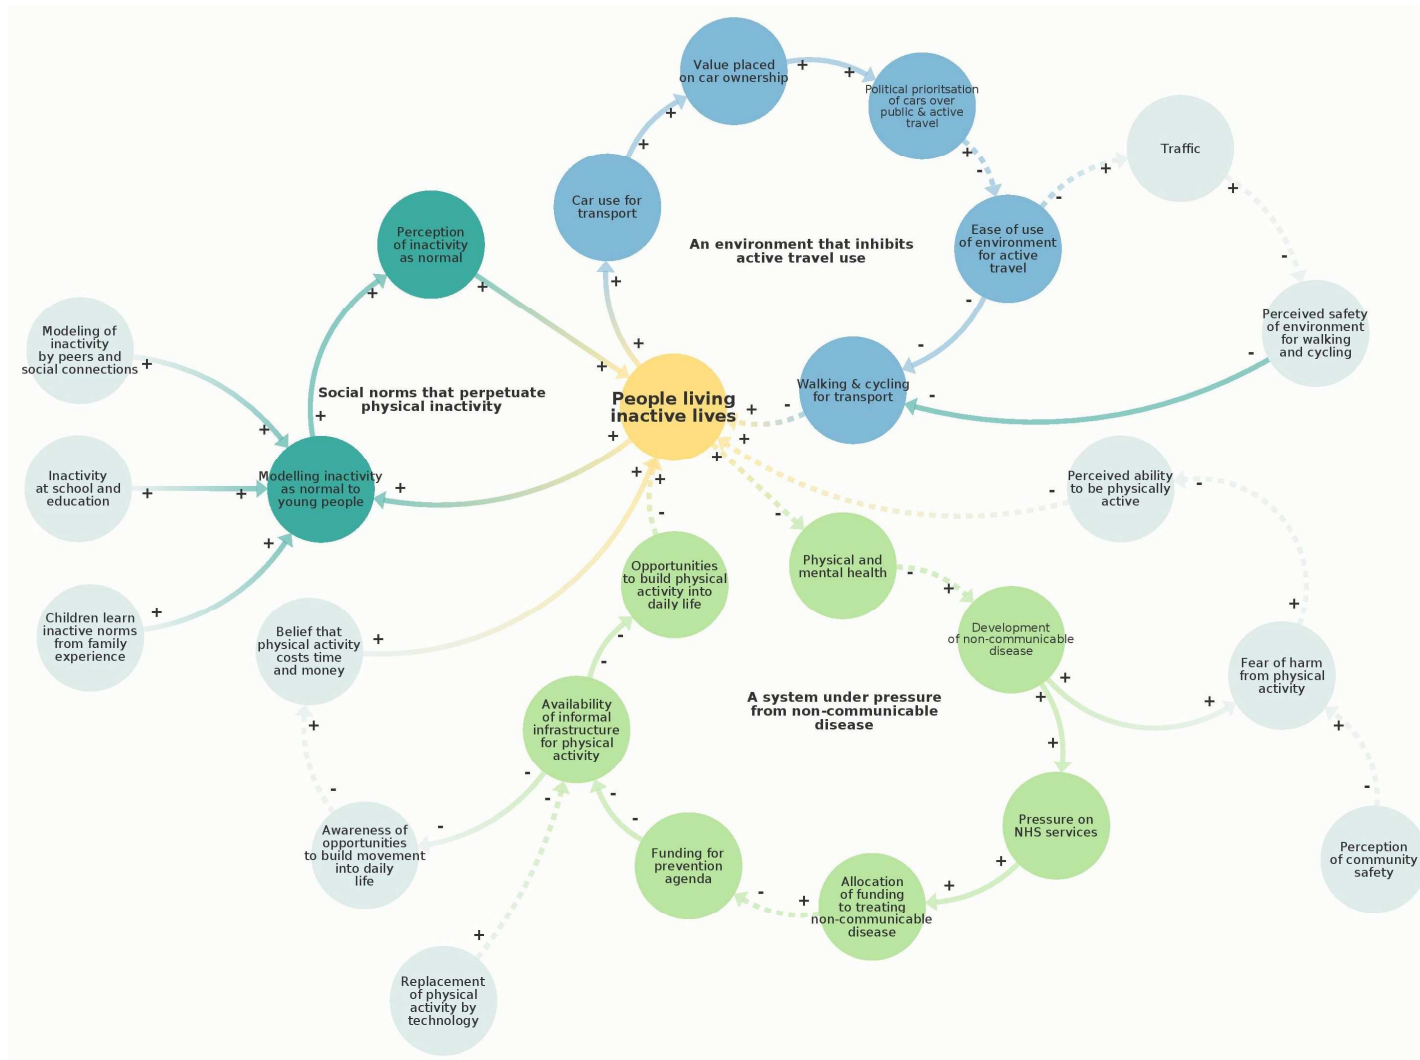 Value placed
on car ownership
Political prioritsation
of cars over
public & active
travel
Traffic
Car use for
transport
Perception
of inactivity
as normal
An environment that inhibits
active travel use
Ease of use
of environment
for active
travel
Perceived safety
of environment
for walking
and cycling
Modeling of
inactivity
by peers and
social connections
Social norms that perpetuate
physical inactivity
People living
inactive lives
Walking & cycling
for transport
Inactivity
at school and
education
Modelling inactivity
as normal to
young people
Perceived ability
to be physically
active
Opportunities
to build physical
activity into
daily life
Physical and
mental health
Children learn
inactive norms
from family
experience
Belief that
physical activity
costs time
and money
Development
of non-communicable
disease
Fear of harm
from physical
activity
Availability
of informal
infrastructure
for physical
activity
A system under pressure
from non-communicable
disease
Awareness of
opportunities
to build movement
into daily
life
Funding for
prevention
agenda
Pressure on
NHS services
Perception
of community
safety
Allocation
of funding
to treating
non-communicable
disease
Replacement
of physical
activity by
technology